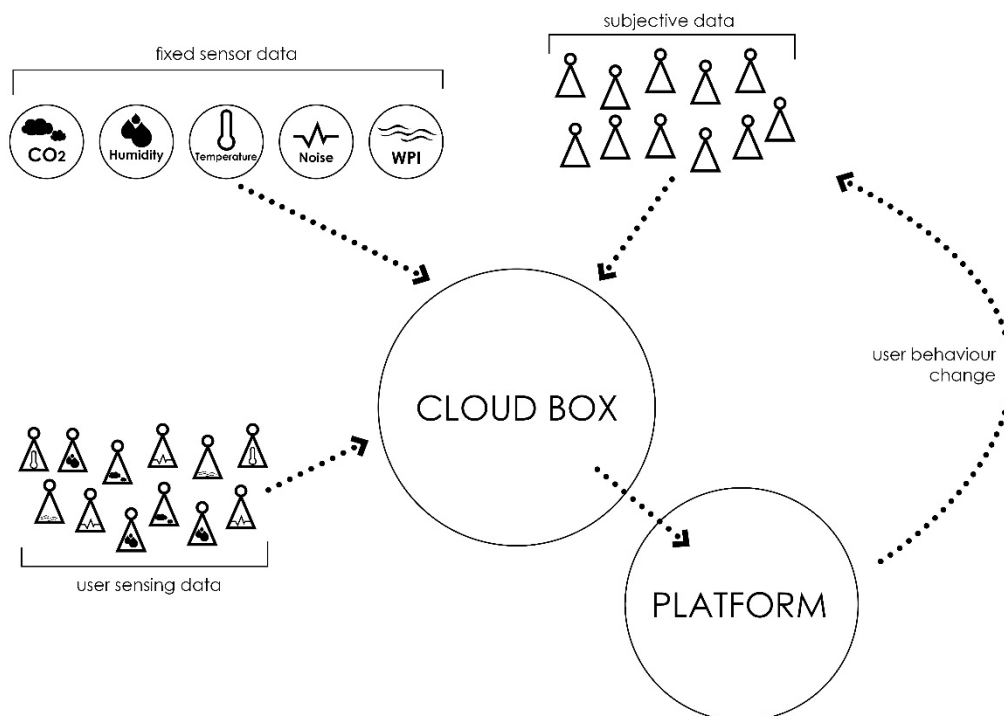 subjective data
fixed sensor data
CO2
Humidity
Temperature
Noise
WPI
CLOUD BOX
user behaviour
change
user sensing data
PLATFORM